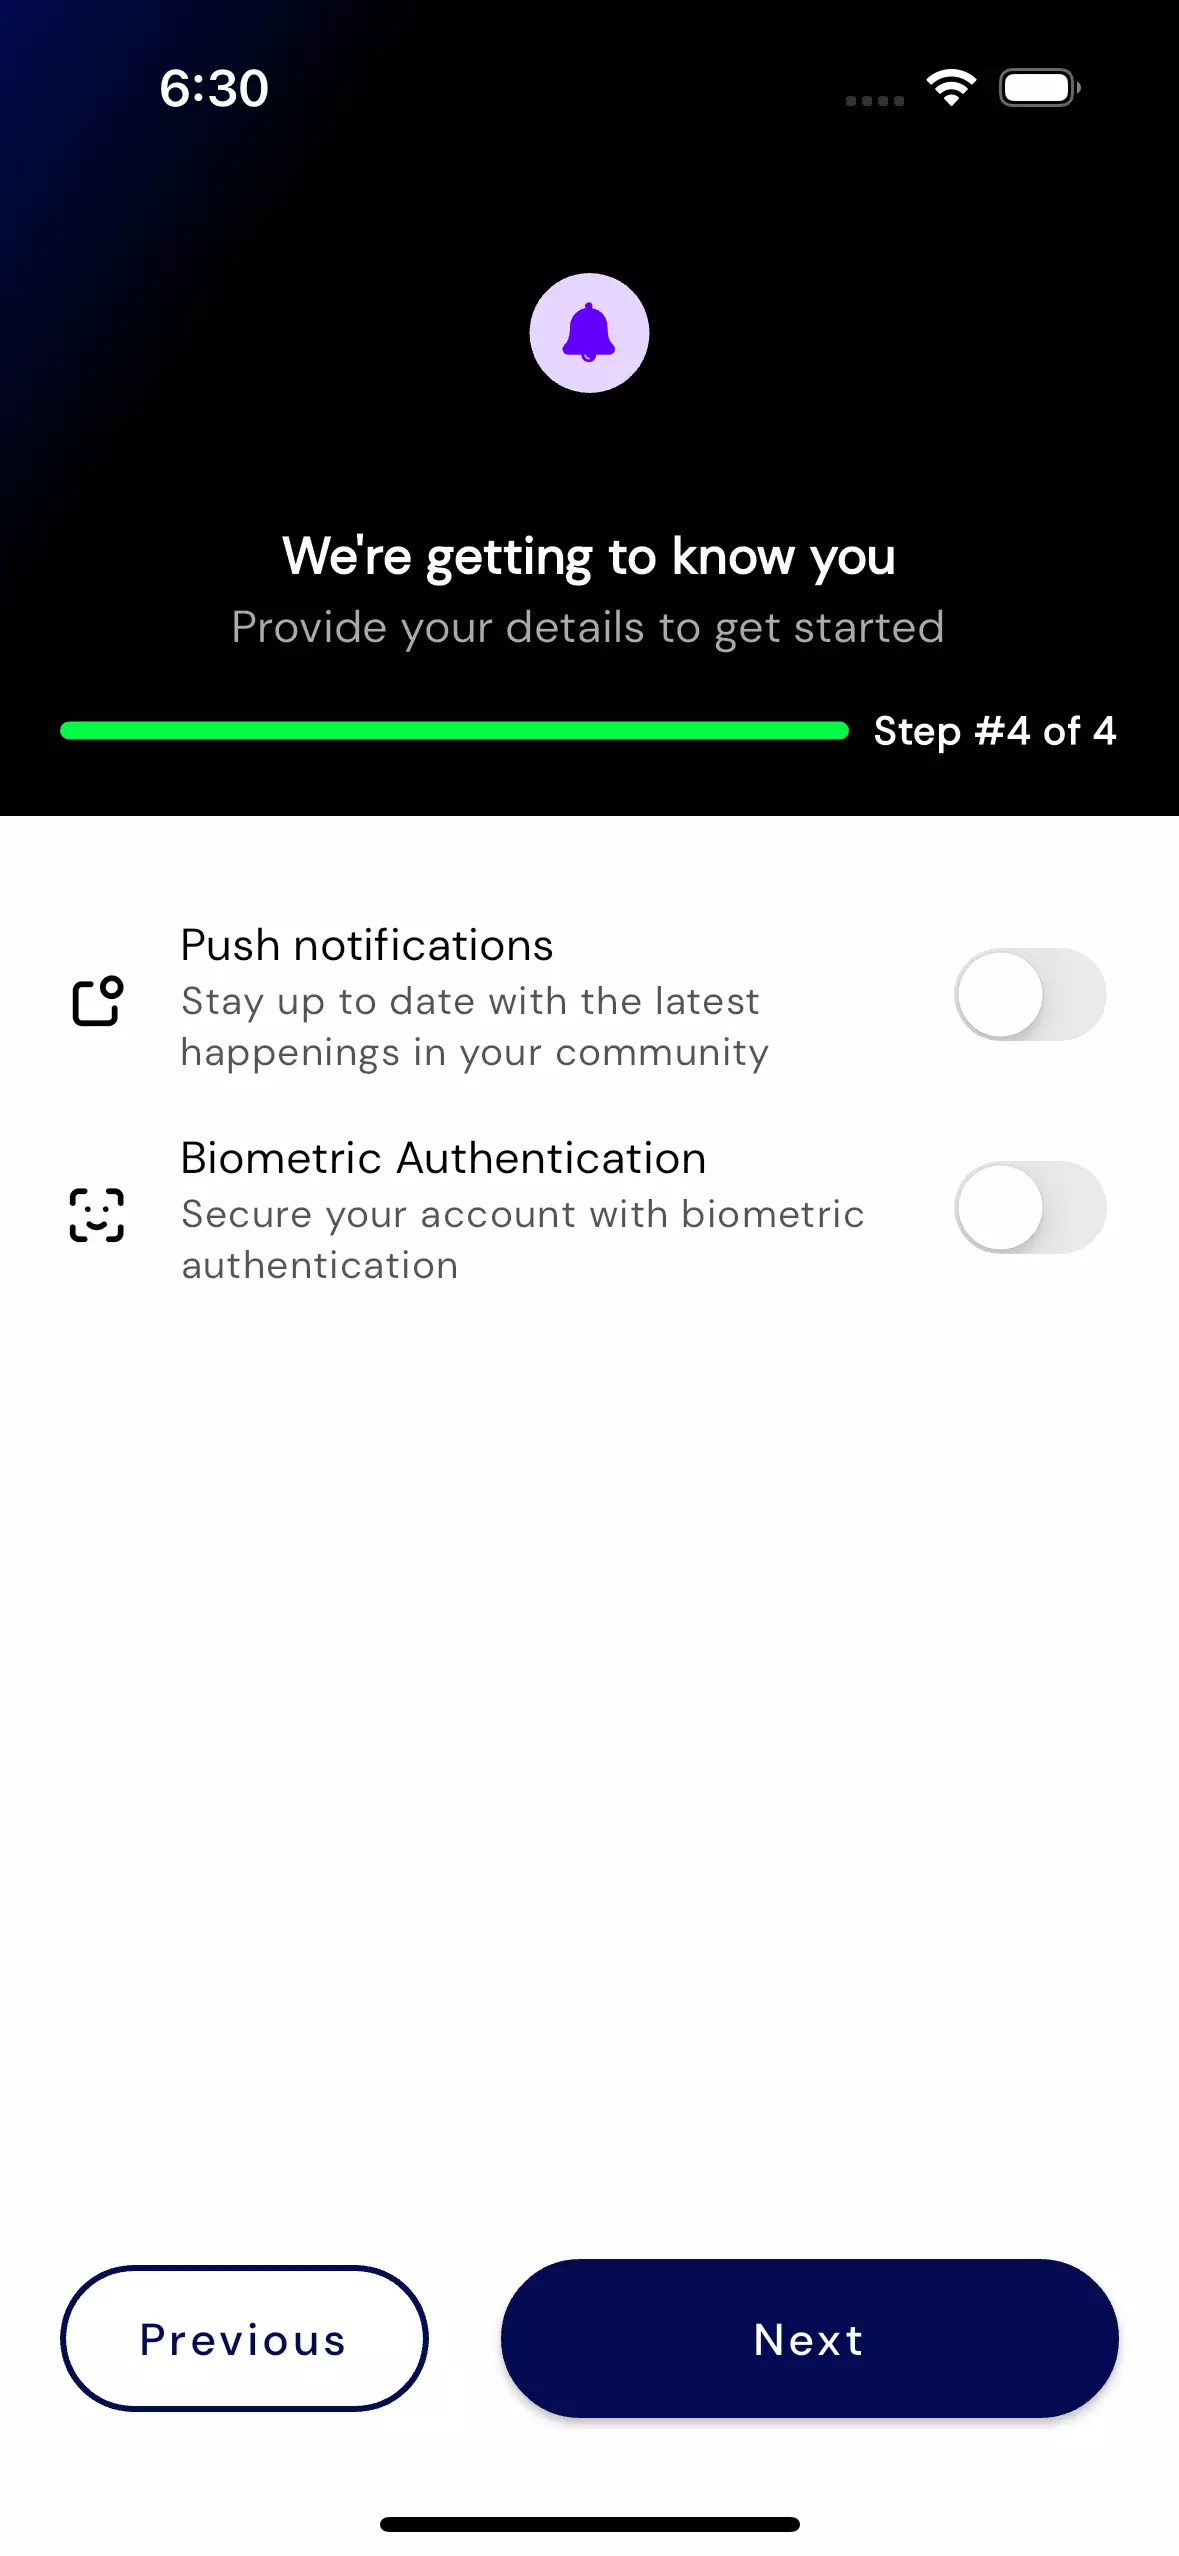 6:30
We're getting to know you
Provide your details to get started
Step #4 of 4
Push notifications
Stay up to date with the latest
happenings in your community
Biometric Authentication
Secure your account with biometric
authentication
Previous
Next